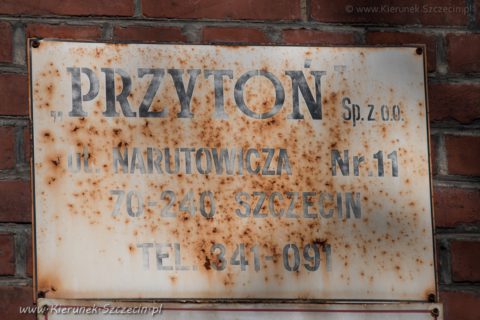 © www.Kierunek.Szczecin.pl
„PRZYTOŃ” Sp. z o.o.
ul. NARUTOWICZA Nr.11
70-240 SZCZECIN
TEL. 341-091
www.Kierunek-Szczecin.pl